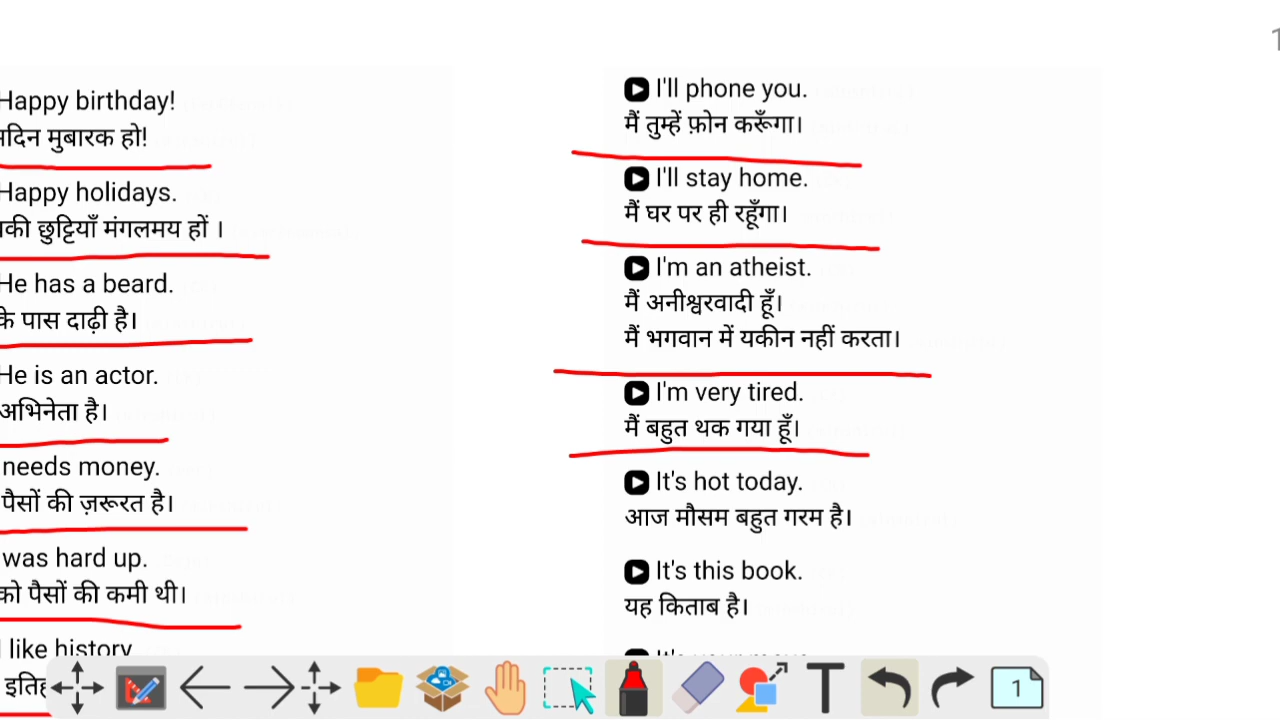 Happy birthday!
मदिन मुबारक हो!
Happy holidays.
की छुट्टियाँ मंगलमय हों ।
He has a beard.
के पास दाढ़ी है।
He is an actor.
अभिनेता है।
needs money.
पैसों की ज़रूरत है।
was hard up.
को पैसों की कमी थी।
I like history
I'll phone you.
मैं तुम्हें फ़ोन करूँगा।
I'll stay home.
मैं घर पर ही रहूँगा।
I'm an atheist.
मैं अनीश्वरवादी हूँ।
मैं भगवान में यकीन नहीं करता।
I'm very tired.
मैं बहुत थक गया हूँ।
It's hot today.
आज मौसम बहुत गरम है।
It's this book.
यह किताब है।
T
1
1